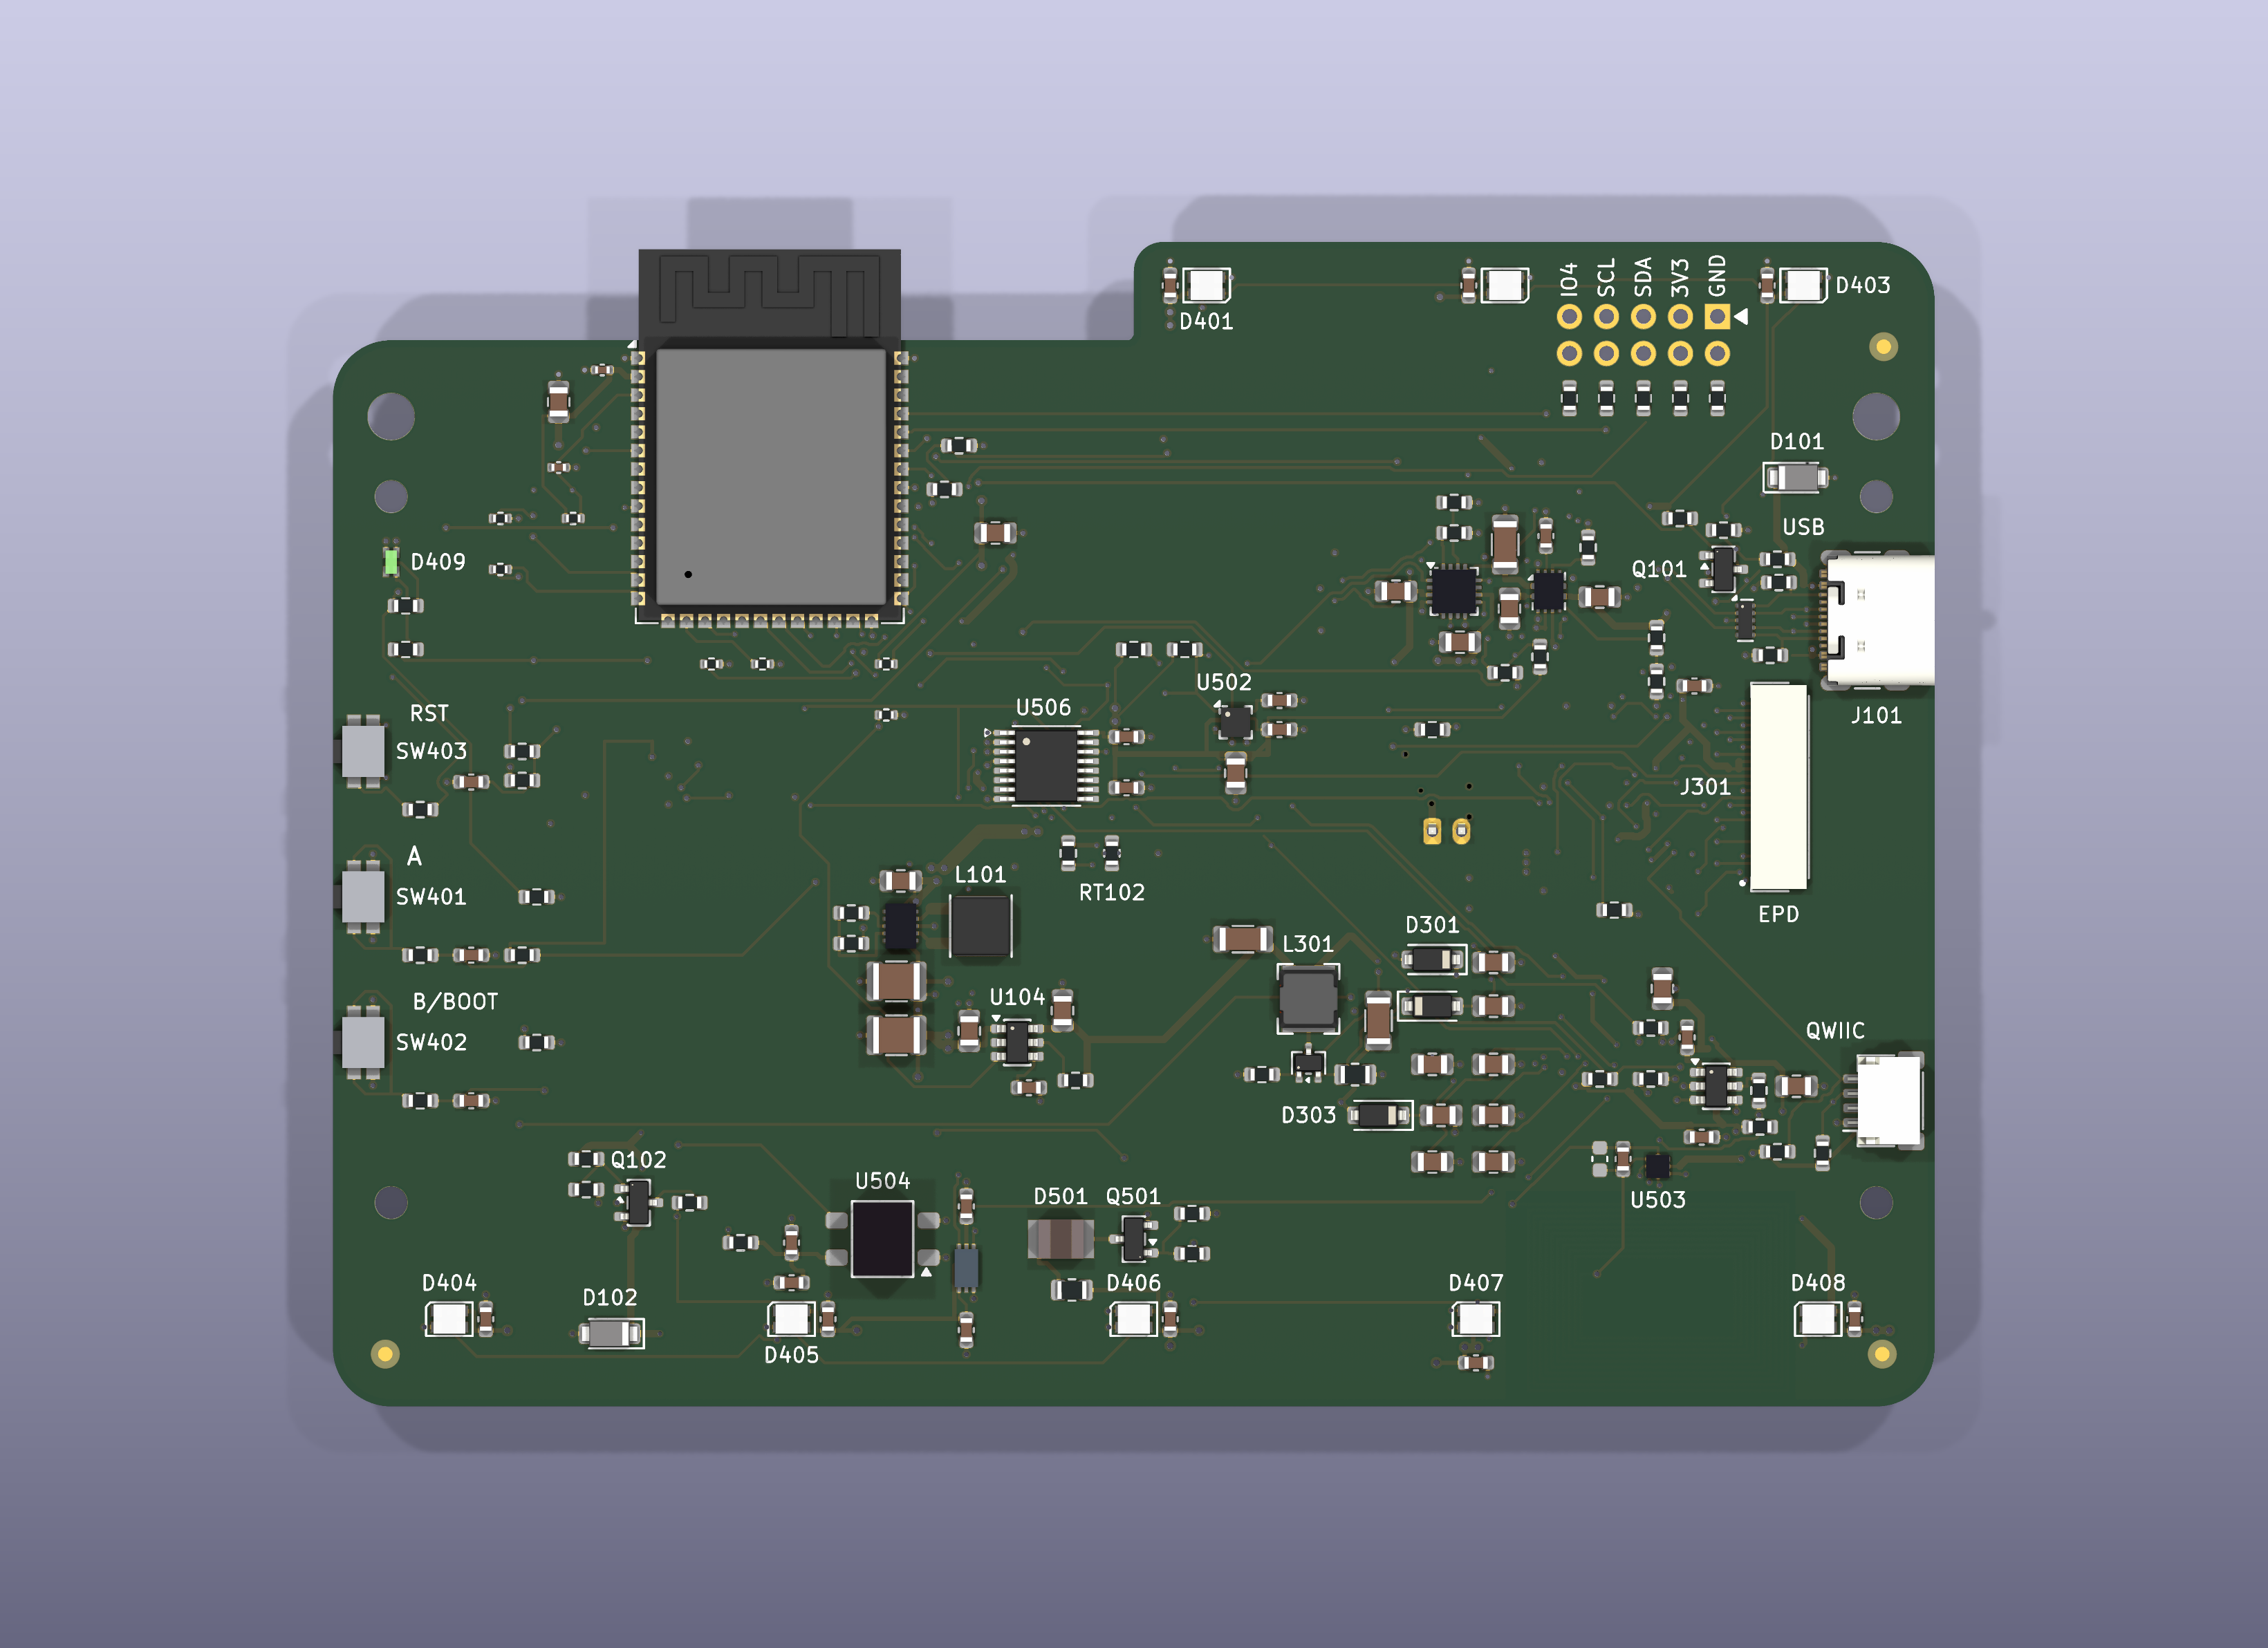 IO4
SCL
SDA
3V3
GND
D401
D403
D101
USB
D409
Q101
U502
RST
U506
J101
SW403
J301
A
L101
RT102
SW401
EPD
D301
L301
B/BOOT
U104
SW402
QWIIC
D303
Q102
U504
D501
Q501
U503
D404
D102
D406
D407
D408
D405